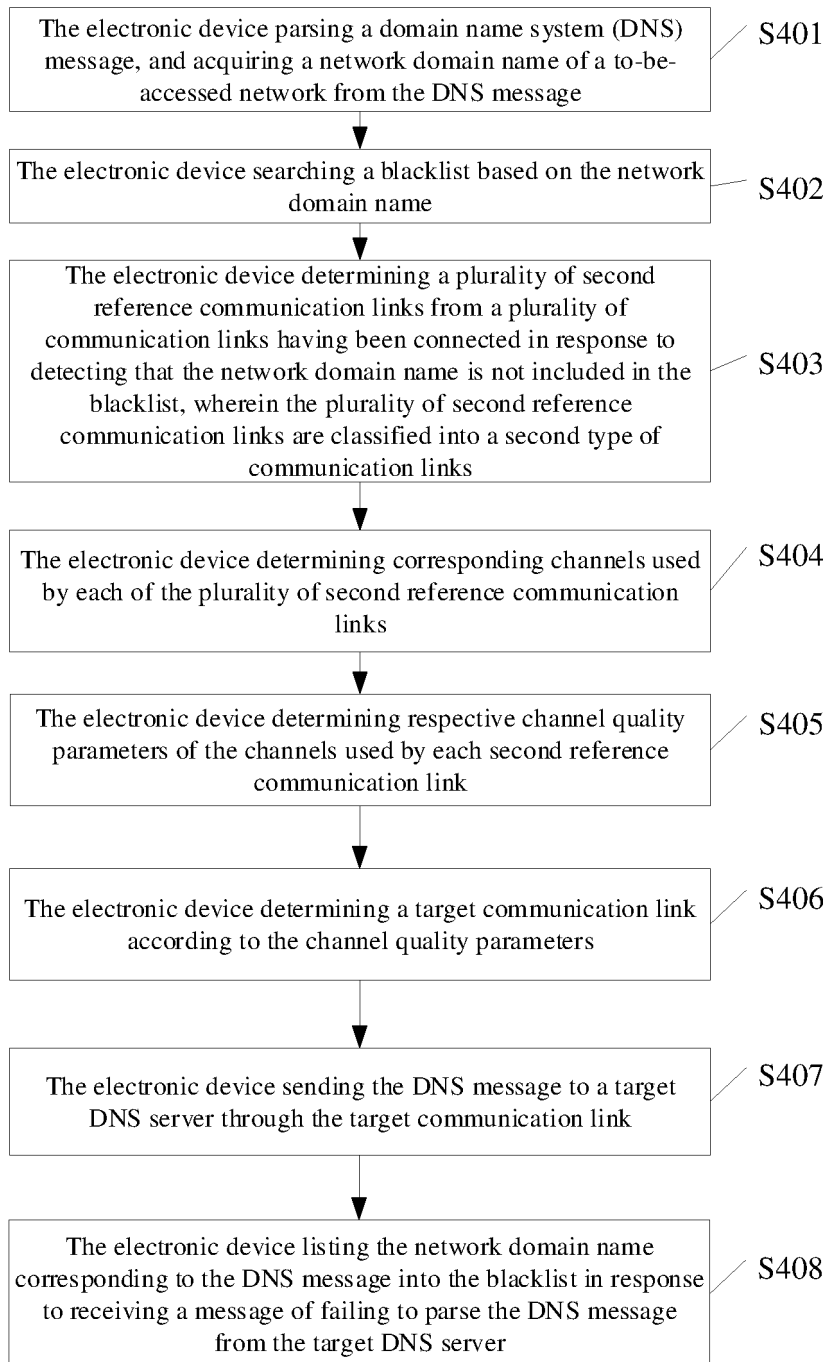 The electronic device parsing a domain name system (DNS)
message, and acquiring a network domain name of a to-be-
accessed network from the DNS message
S401
The electronic device searching a blacklist based on the network
domain name
S402
The electronic device determining a plurality of second
reference communication links from a plurality of
communication links having been connected in response to
detecting that the network domain name is not included in the
blacklist, wherein the plurality of second reference
communication links are classified into a second type of
communication links
S403
The electronic device determining corresponding channels used
by each of the plurality of second reference communication
links
S404
The electronic device determining respective channel quality
parameters of the channels used by each second reference
communication link
S405
The electronic device determining a target communication link
according to the channel quality parameters
S406
The electronic device sending the DNS message to a target
DNS server through the target communication link
S407
The electronic device listing the network domain name
corresponding to the DNS message into the blacklist in response
to receiving a message of failing to parse the DNS message
from the target DNS server
S408